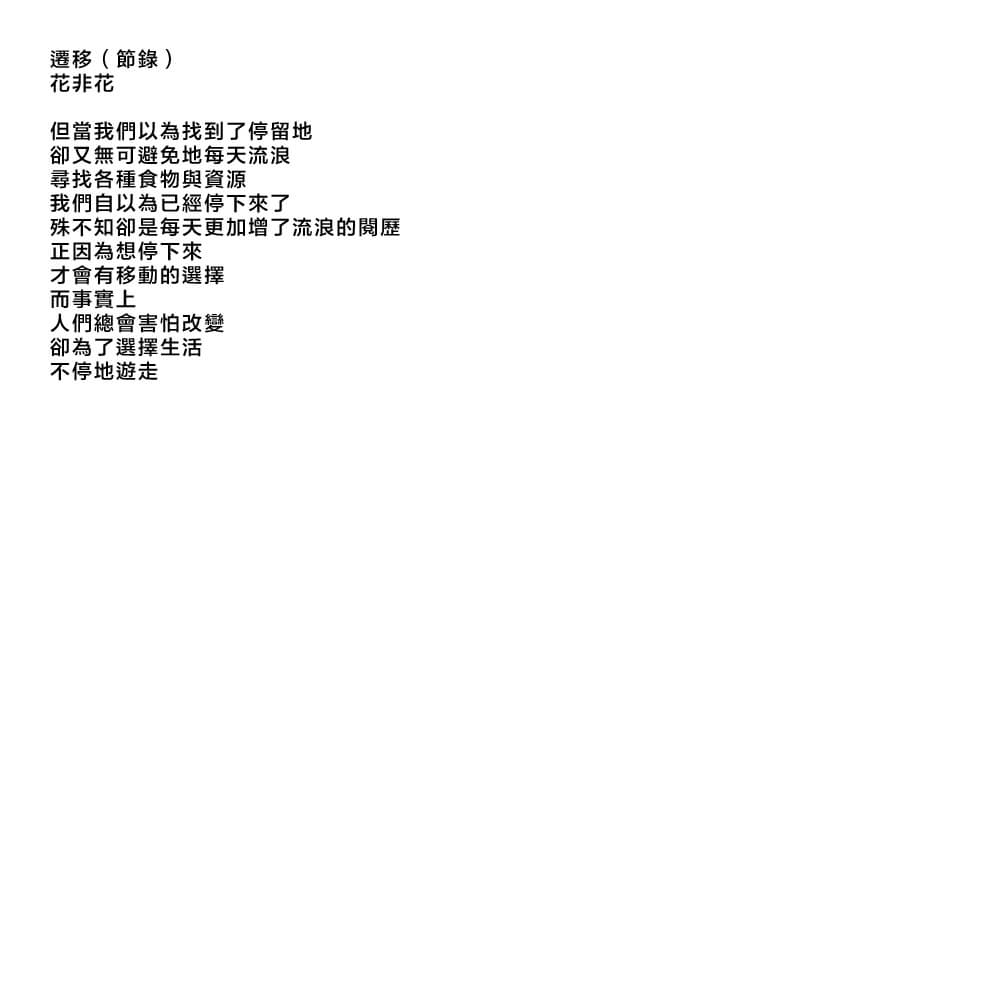 遷移（節錄）
花非花
但當我們以為找到了停留地
卻又無可避免地每天流浪
尋找各種食物與資源
我們自以為已經停下來了
殊不知卻是每天更加增了流浪的閱歷
正因為想停下來
才會有移動的選擇
而事實上
人們總會害怕改變
卻為了選擇生活
不停地遊走